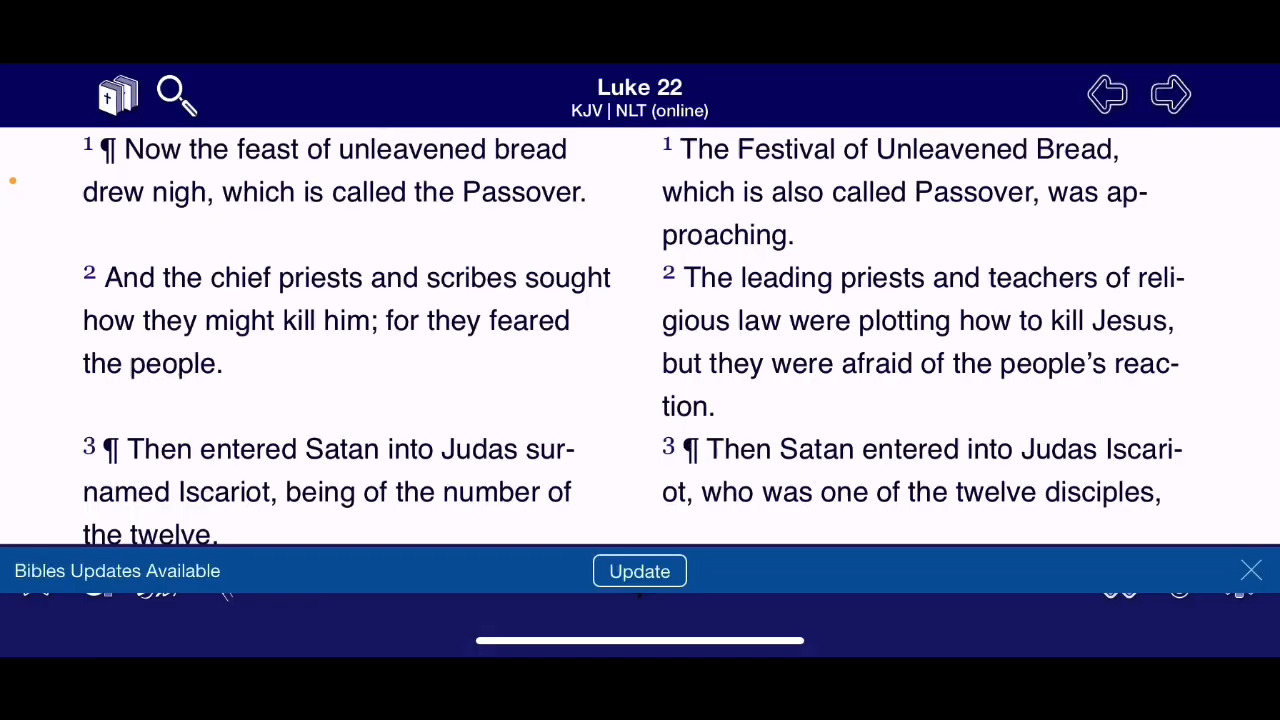 Luke 22
KJV | NLT (online)
1 ¶ Now the feast of unleavened bread
drew nigh, which is called the Passover.
2 And the chief priests and scribes sought
how they might kill him; for they feared
the people.
3 ¶ Then entered Satan into Judas sur-
named Iscariot, being of the number of
the twelve.
1 The Festival of Unleavened Bread,
which is also called Passover, was ap-
proaching.
2 The leading priests and teachers of reli-
gious law were plotting how to kill Jesus,
but they were afraid of the people’s reac-
tion.
3 ¶ Then Satan entered into Judas Iscari-
ot, who was one of the twelve disciples,
Bibles Updates Available
Update